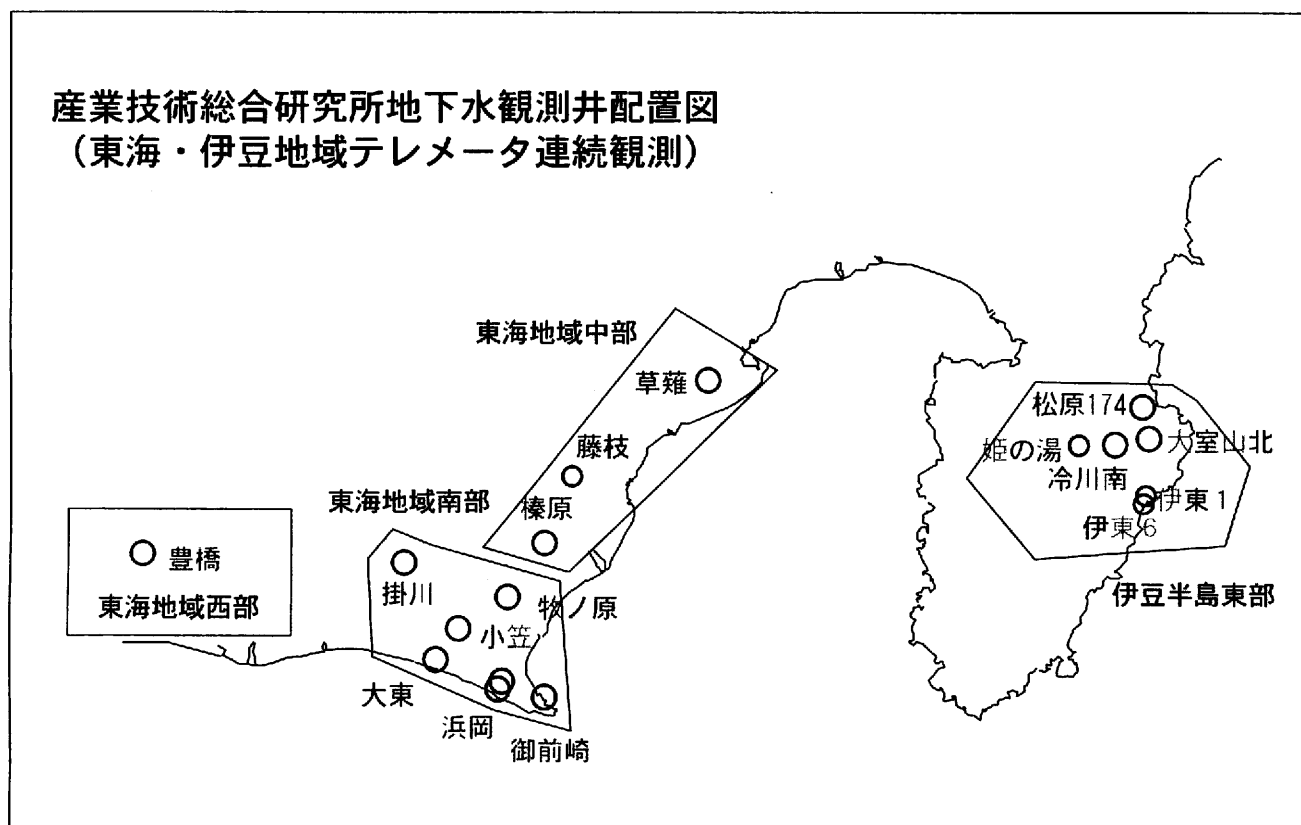 産業技術総合研究所地下水観測井配置図
（東海・伊豆地域テレメータ連続観測）
東海地域中部
草薙
藤枝
榛原
東海地域南部
掛川
牧ノ原
小笠
大東
浜岡
御前崎
豊橋
東海地域西部
松原174
姫の湯
大室山北
冷川南
伊東１
伊東６
伊豆半島東部